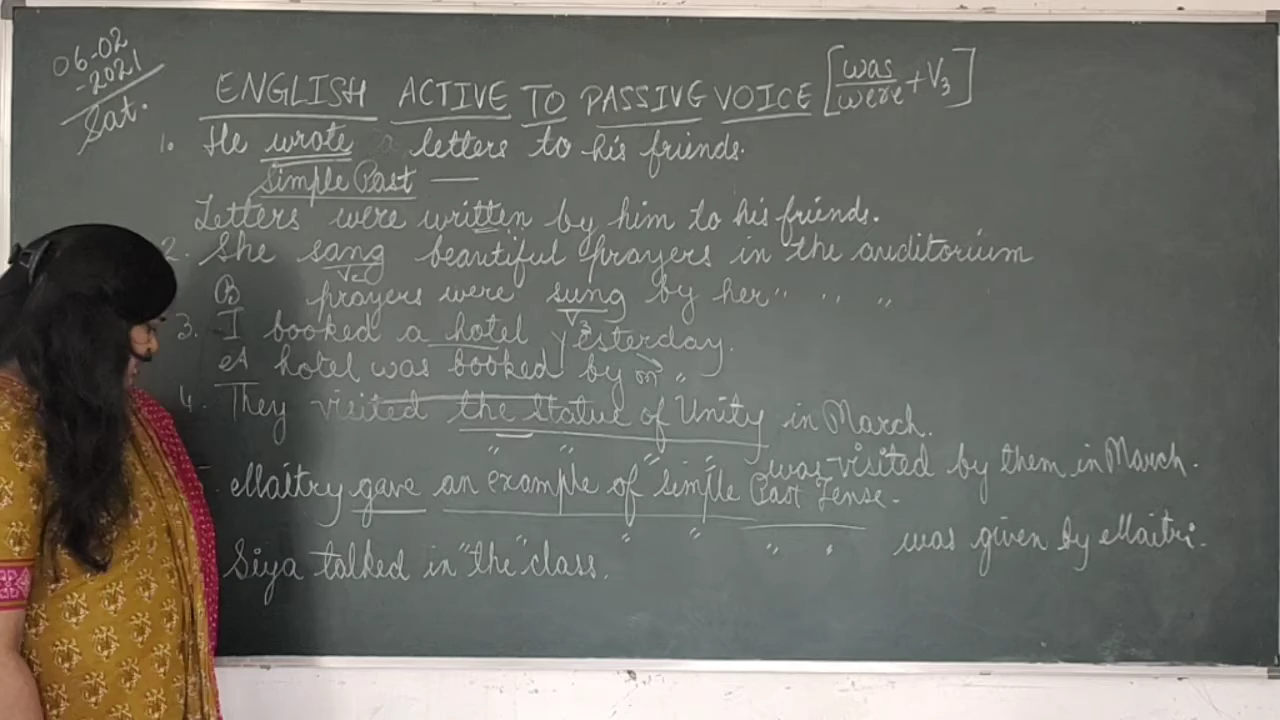 06-02
-2021
Sat.
ENGLISH ACTIVE TO PASSIVE VOICE [was/were + V3]
1. He wrote letters to his friends.
Simple Past —
Letters were written by him to his friends.
2. She sang beautiful prayers in the auditorium
V2
B prayers were sung by her " " "
V3
3. I booked a hotel yesterday.
A hotel was booked by m "
4. They visited the Statue of Unity in March.
" " " " was visited by them in March.
Maitry gave an example of simple Past Tense.
" " " " was given by Maitri.
Siya talked in "the" class.